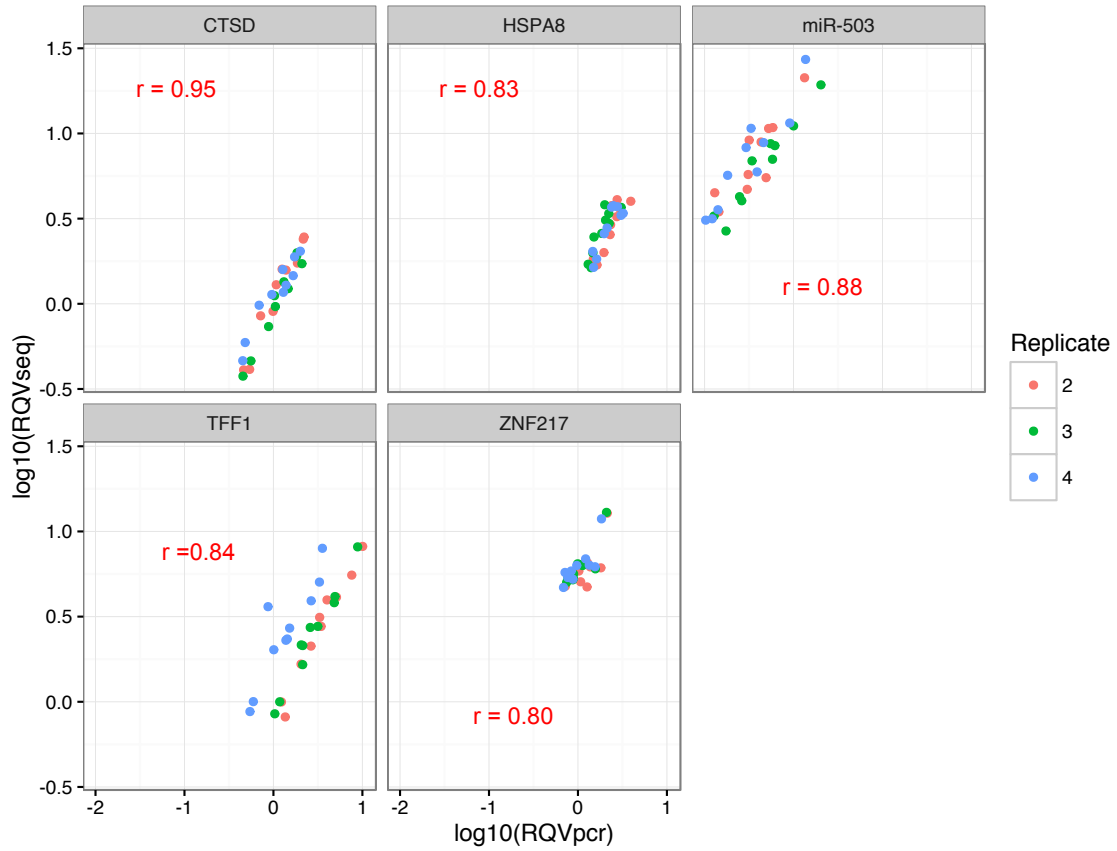 CTSD
HSPA8
miR-503
1.5
1.0
0.5
0.0
-0.5
r = 0.95
r = 0.83
r = 0.88
TFF1
ZNF217
1.5
1.0
0.5
0.0
-0.5
r =0.84
r = 0.80
-2 -1 0 1
-2 -1 0 1
log10(RQVpcr)
log10(RQVseq)
Replicate
2
3
4